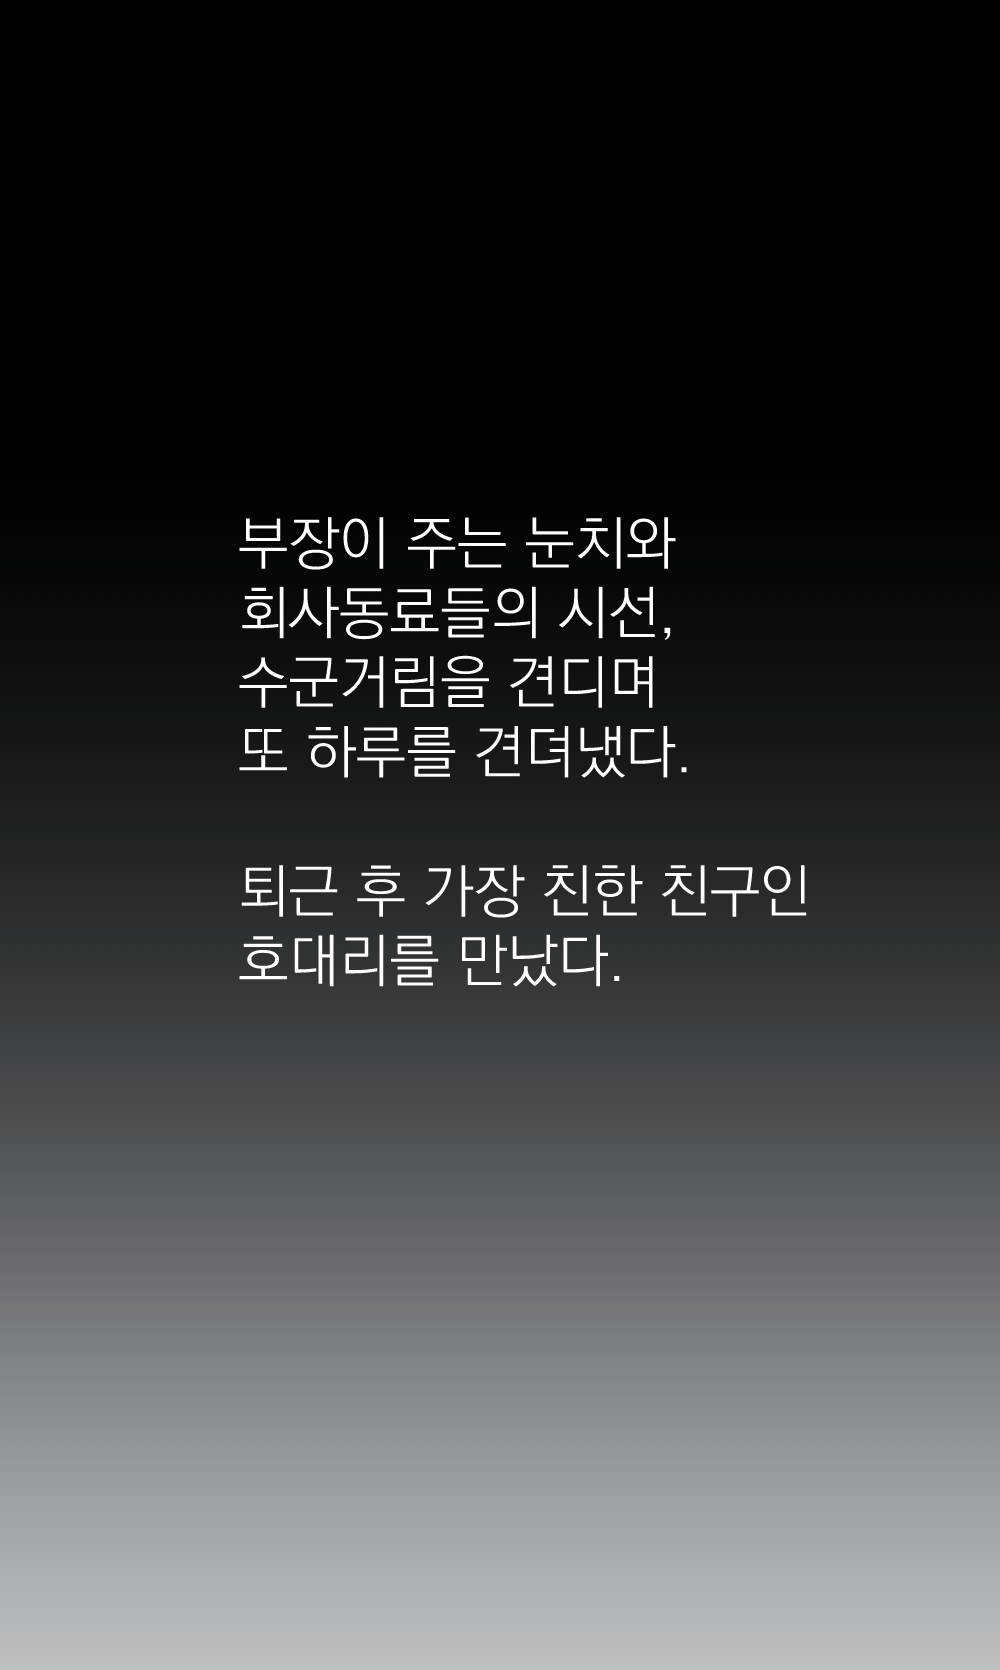 부장이 주는 눈치와
회사동료들의 시선,
수군거림을 견디며
또 하루를 견뎌냈다.
퇴근 후 가장 친한 친구인
호대리를 만났다.